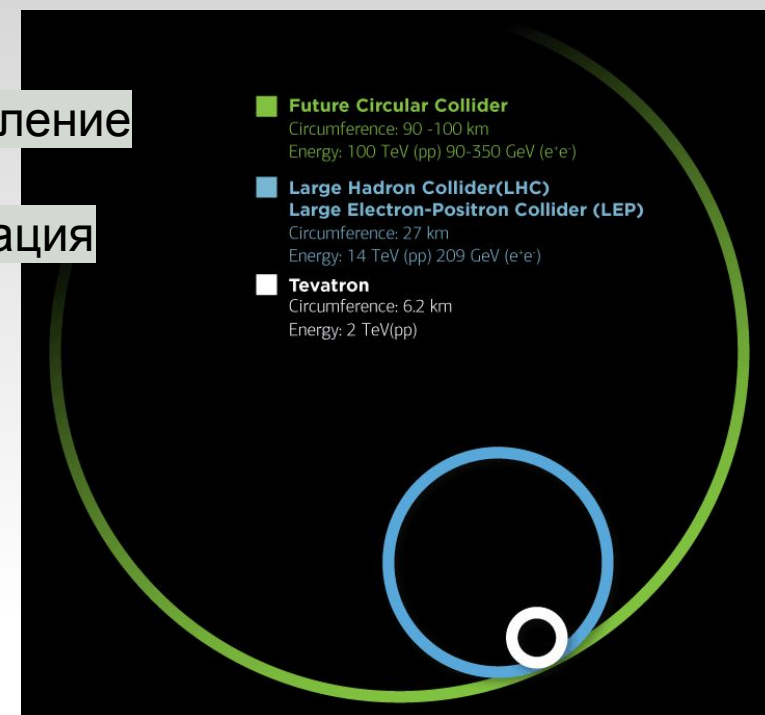 ление
ация
Future Circular Collider
Circumference: 90 -100 km
Energy: 100 TeV (pp) 90-350 GeV (e⁺e⁻)
Large Hadron Collider(LHC)
Large Electron-Positron Collider (LEP)
Circumference: 27 km
Energy: 14 TeV (pp) 209 GeV (e⁺e⁻)
Tevatron
Circumference: 6.2 km
Energy: 2 TeV(pp)